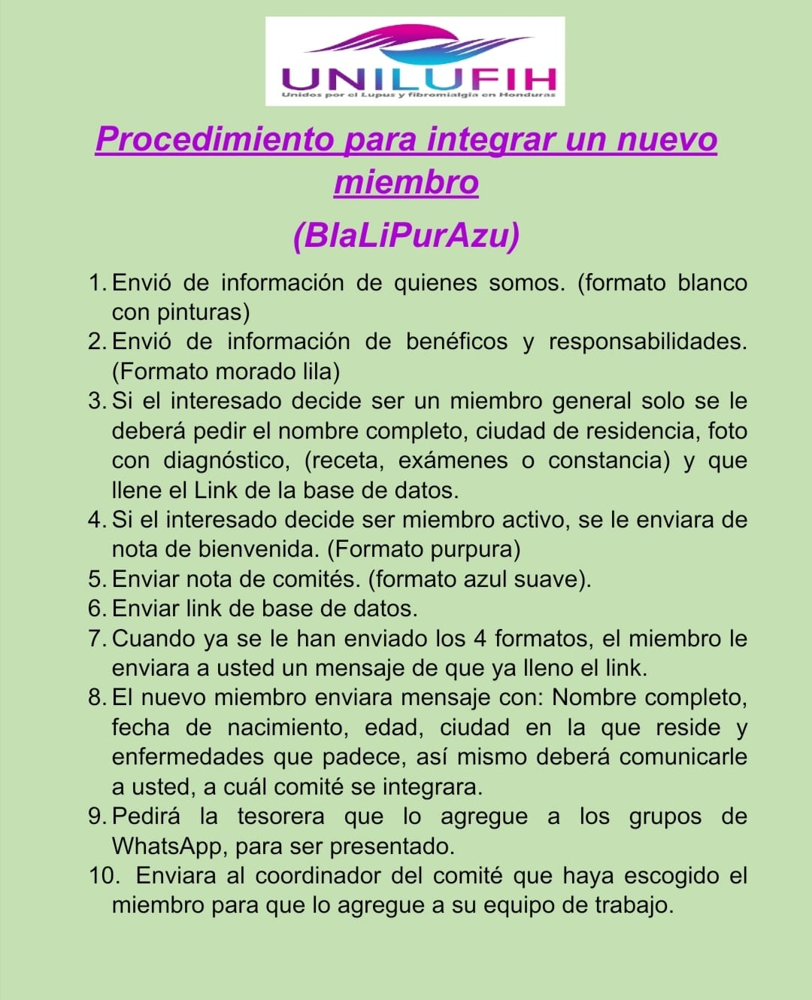 UNILUFIH
Unidos por el Lupus y fibromialgia en Honduras
Procedimiento para integrar un nuevo
miembro
(BlaLiPurAzu)
1. Envió de información de quienes somos. (formato blanco
con pinturas)
2. Envió de información de benéficos y responsabilidades.
(Formato morado lila)
3. Si el interesado decide ser un miembro general solo se le
deberá pedir el nombre completo, ciudad de residencia, foto
con diagnóstico, (receta, exámenes o constancia) y que
llene el Link de la base de datos.
4. Si el interesado decide ser miembro activo, se le enviara de
nota de bienvenida. (Formato purpura)
5. Enviar nota de comités. (formato azul suave).
6. Enviar link de base de datos.
7. Cuando ya se le han enviado los 4 formatos, el miembro le
enviara a usted un mensaje de que ya lleno el link.
8. El nuevo miembro enviara mensaje con: Nombre completo,
fecha de nacimiento, edad, ciudad en la que reside y
enfermedades que padece, así mismo deberá comunicarle
a usted, a cuál comité se integrara.
9. Pedirá la tesorera que lo agregue a los grupos de
WhatsApp, para ser presentado.
10. Enviara al coordinador del comité que haya escogido el
miembro para que lo agregue a su equipo de trabajo.